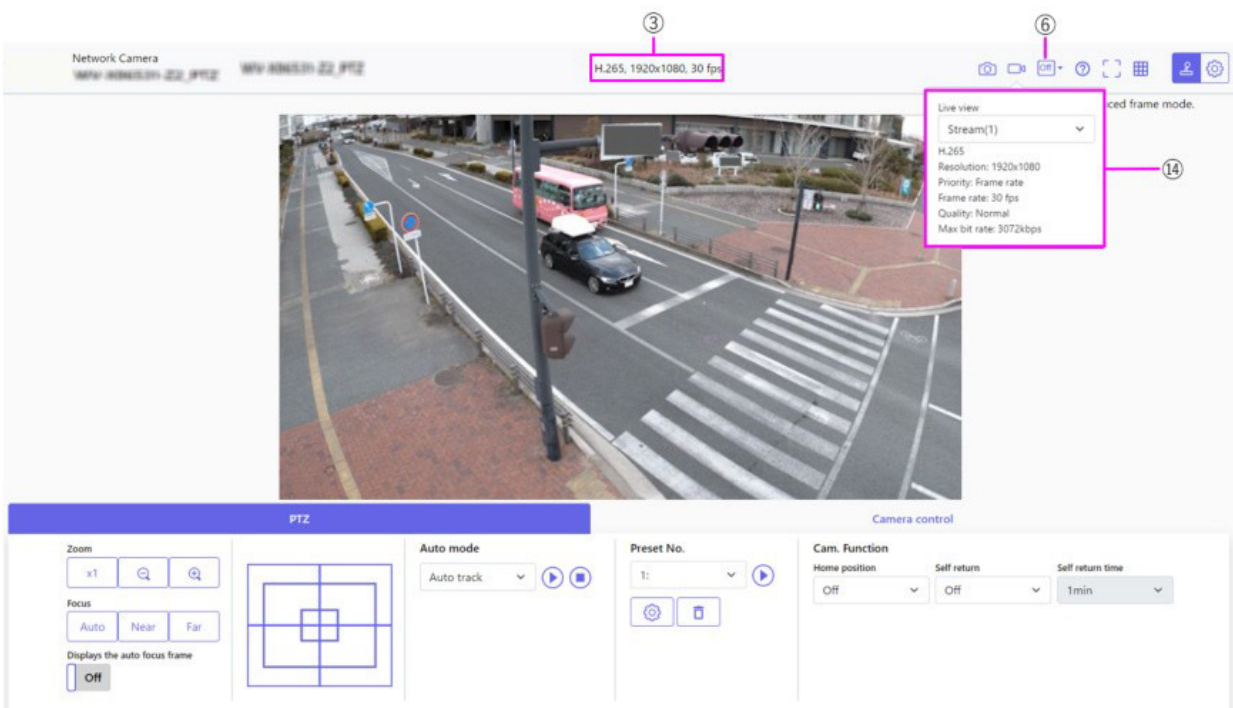 ③
⑥
Network Camera
H.265, 1920x1080, 30 fps
Off
Live view
Stream(1)
H.265
Resolution: 1920x1080
Priority: Frame rate
Frame rate: 30 fps
Quality: Normal
Max bit rate: 3072kbps
frame mode.
⑭
PTZ
Camera control
Zoom
x1
Focus
Auto Near Far
Displays the auto focus frame
Off
Auto mode
Auto track
Preset No.
1:
Cam. Function
Home position Self return Self return time
Off Off 1min